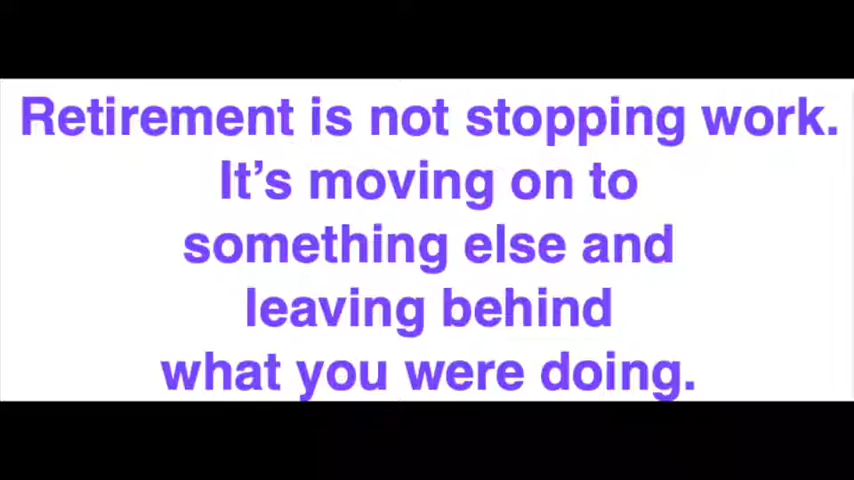 Retirement is not stopping work.
It’s moving on to
something else and
leaving behind
what you were doing.